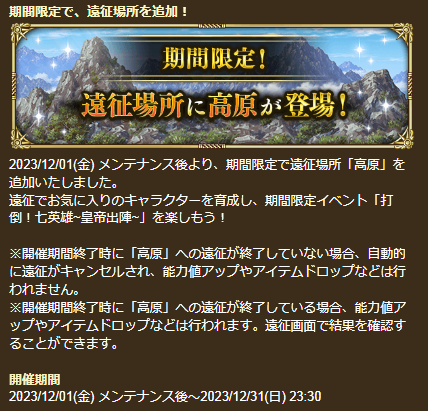 期間限定で、遠征場所を追加！
期間限定！
遠征場所に高原が登場！
2023/12/01(金) メンテナンス後より、期間限定で遠征場所「高原」を
追加いたしました。
遠征でお気に入りのキャラクターを育成し、期間限定イベント「打
倒！七英雄~皇帝出陣~」を楽しもう！
※開催期間終了時に「高原」への遠征が終了していない場合、自動的
に遠征がキャンセルされ、能力値アップやアイテムドロップなどは行
われません。
※開催期間終了時に「高原」への遠征が終了している場合、能力値ア
ップやアイテムドロップなどは行われます。遠征画面で結果を確認す
ることができます。
開催期間
2023/12/01(金) メンテナンス後～2023/12/31(日) 23:30